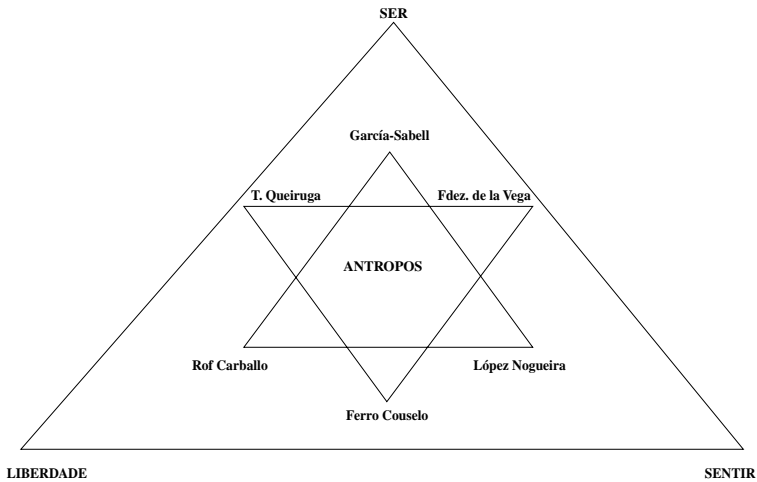 SER
García-Sabell
T. Queiruga
Fdez. de la Vega
ANTROPOS
Rof Carballo
López Nogueira
Ferro Couselo
LIBERDADE
SENTIR